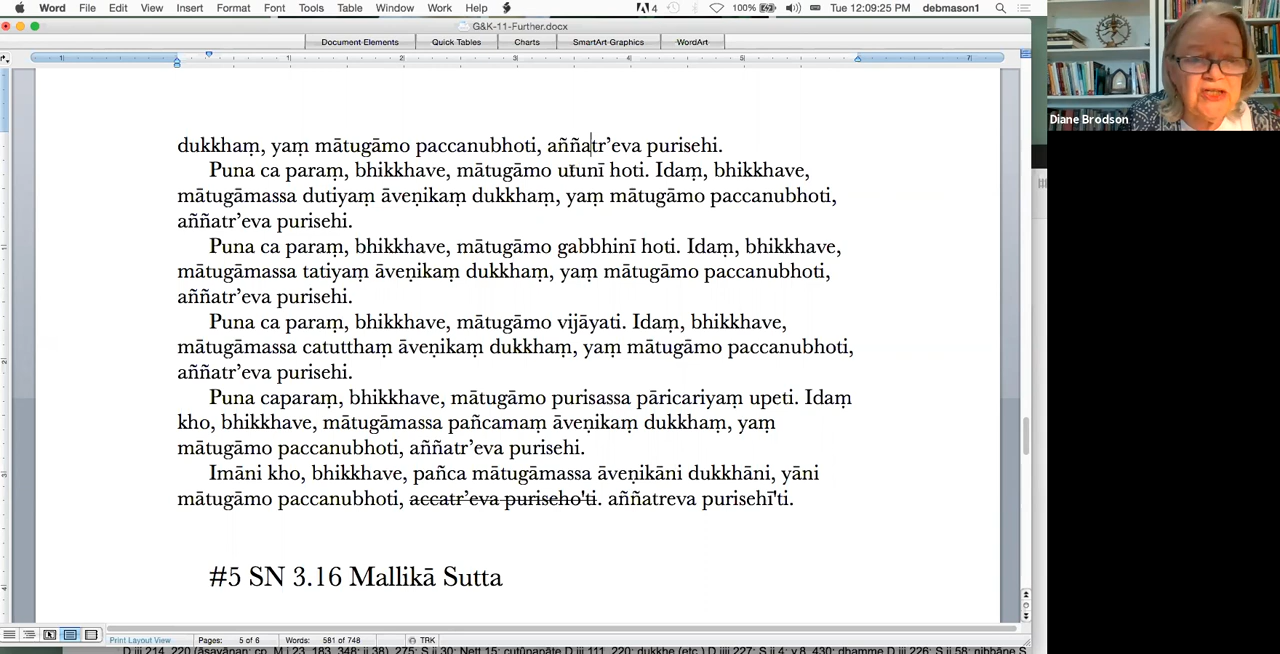 Word File Edit View Insert Format Font Tools Table Window Work Help 4 100% Tue 12:09:25 PM debmason1
G&K-11-Further.docx
Document Elements Quick Tables Charts SmartArt Graphics WordArt
dukkhaṃ, yaṃ mātugāmo paccanubhoti, aññatr’eva purisehi.
Puna ca paraṃ, bhikkhave, mātugāmo utunī hoti. Idaṃ, bhikkhave,
mātugāmassa dutiyaṃ āveṇikaṃ dukkhaṃ, yaṃ mātugāmo paccanubhoti,
aññatr’eva purisehi.
Puna ca paraṃ, bhikkhave, mātugāmo gabbhinī hoti. Idaṃ, bhikkhave,
mātugāmassa tatiyaṃ āveṇikaṃ dukkhaṃ, yaṃ mātugāmo paccanubhoti,
aññatr’eva purisehi.
Puna ca paraṃ, bhikkhave, mātugāmo vijāyati. Idaṃ, bhikkhave,
mātugāmassa catutthaṃ āveṇikaṃ dukkhaṃ, yaṃ mātugāmo paccanubhoti,
aññatr’eva purisehi.
Puna caparaṃ, bhikkhave, mātugāmo purisassa pāricariyaṃ upeti. Idaṃ
kho, bhikkhave, mātugāmassa pañcamaṃ āveṇikaṃ dukkhaṃ, yaṃ
mātugāmo paccanubhoti, aññatr’eva purisehi.
Imāni kho, bhikkhave, pañca mātugāmassa āveṇikāni dukkhāni, yāni
mātugāmo paccanubhoti, accatr’eva puriseho'ti. aññatreva purisehī'ti.
#5 SN 3.16 Mallikā Sutta
Print Layout View Pages: 5 of 6 Words: 581 of 748 TRK
Diane Brodson